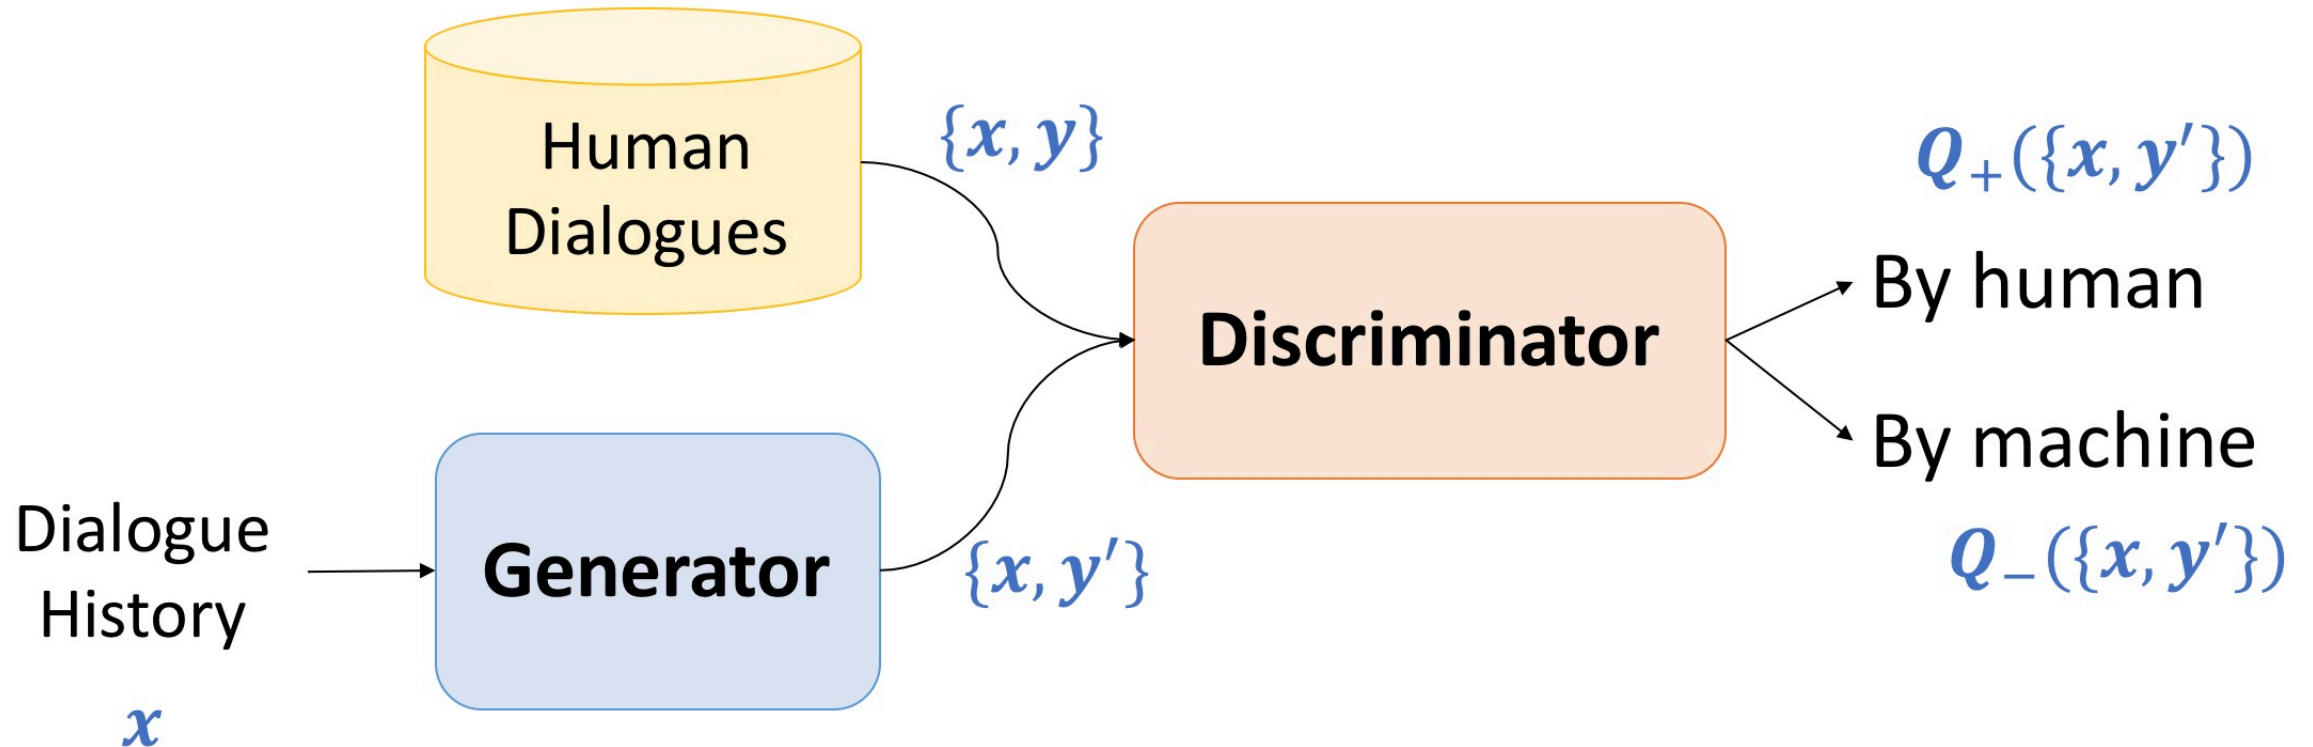 Human
Dialogues
{x, y}
Q₊({x, y′})
By human
Discriminator
By machine
Q₋({x, y′})
Dialogue
History
x
Generator
{x, y′}